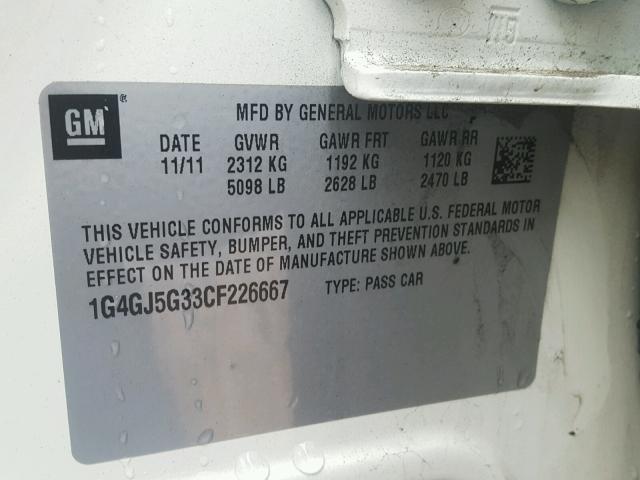 GM ®
MFD BY GENERAL MOTORS LLC
DATE GVWR GAWR FRT GAWR RR
11/11 2312 KG 1192 KG 1120 KG
5098 LB 2628 LB 2470 LB
THIS VEHICLE CONFORMS TO ALL APPLICABLE U.S. FEDERAL MOTOR
VEHICLE SAFETY, BUMPER, AND THEFT PREVENTION STANDARDS IN
EFFECT ON THE DATE OF MANUFACTURE SHOWN ABOVE.
1G4GJ5G33CF226667 TYPE: PASS CAR